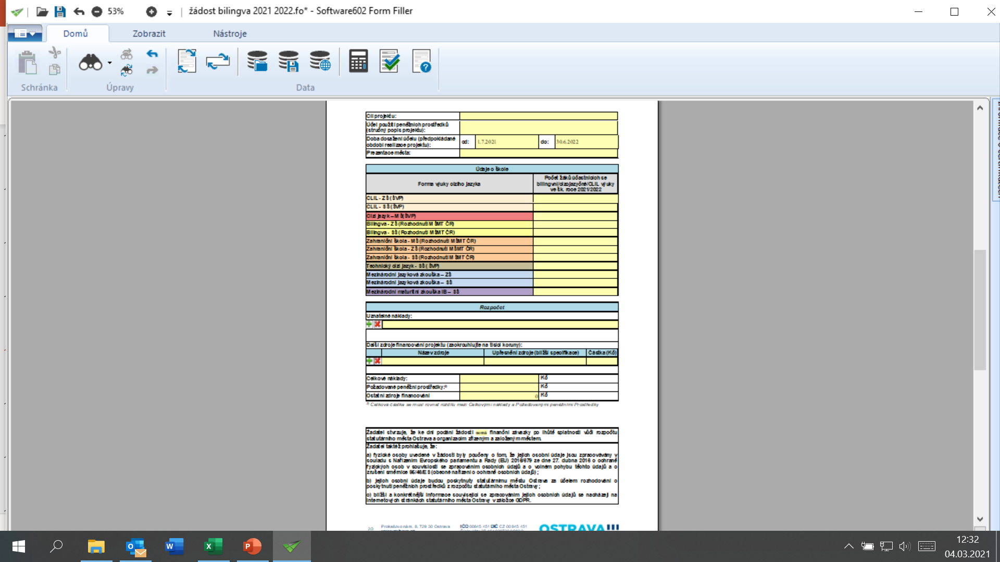 53%
žádost bilingva 2021 2022.fo* - Software602 Form Filler
Domů
Zobrazit
Nástroje
Schránka
Úpravy
Data
Cíl projektu:
Účel použití peněžních prostředků
(stručný popis projektu):
Doba dosažení účelu (předpokládané
období realizace projektu):
od:
1.7.2021
do:
30.6.2022
Prezentace města:
Údaje o škole
Forma výuky cizího jazyka
Počet žáků účastnících se
bilingvní/cizojazyčné/CLIL výuky
ve šk. roce 2021/2022
CLIL - ZŠ (ŠVP)
CLIL - SŠ (ŠVP)
Cizí jazyk – MŠ(ŠVP)
Bilingva - ZŠ (Rozhodnutí MŠMT ČR)
Bilingva - SŠ (Rozhodnutí MŠMT ČR)
Zahraniční škola - MŠ (Rozhodnutí MŠMT ČR)
Zahraniční škola - ZŠ (Rozhodnutí MŠMT ČR)
Zahraniční škola - SŠ (Rozhodnutí MŠMT ČR)
Technický cizí jazyk - SŠ ( ŠVP)
Mezinárodní jazyková zkouška – ZŠ
Mezinárodní jazyková zkouška – SŠ
Mezinárodní maturitní zkouška IB – SŠ
Rozpočet
Uznatelné náklady:
Další zdroje financování projektu (zaokrouhlujte na tisíci koruny):
Název zdroje
Upřesnění zdroje (bližší specifikace)
Částka (Kč)
Celkové náklady:
Kč
Požadované peněžní prostředky:²⁾
Kč
Ostatní zdroje financování
0
Kč
²⁾ Celková částka se musí rovnat rozdílu mezi Celkovými náklady a Požadovanými peněžními Prostředky
Žadatel stvrzuje, že ke dni podání žádosti nemá finanční závazky po lhůtě splatnosti vůči rozpočtu
statutárního města Ostrava a organizacím zřízeným a založeným městem.
Žadatel taktéž prohlašuje, že:
a) fyzické osoby uvedené v žádosti byly poučeny o tom, že jejich osobní údaje jsou zpracovávány v
souladu s Nařízením Evropského parlamentu a Rady (EU) 2016/679 ze dne 27. dubna 2016 o ochraně
fyzických osob v souvislosti se zpracováním osobních údajů a o volném pohybu těchto údajů a o
zrušení směrnice 95/46/ES (obecné nařízení o ochraně osobních údajů) ;
b) jejich osobní údaje budou poskytnuty statutárnímu městu Ostrava za účelem rozhodování o
poskytnutí peněžních prostředků z rozpočtu statutárního města Ostravy ;
c) bližší a konkrétnější informace související se zpracováním jejich osobních údajů se nacházejí na
internetových stránkách statutárního města Ostravy v záložce GDPR.
Prokešovo nám. 8, 729 30 Ostrava
IČO 00845 451 DIČ CZ 00845 451
OSTRAVA!!!
12:32
04.03.2021